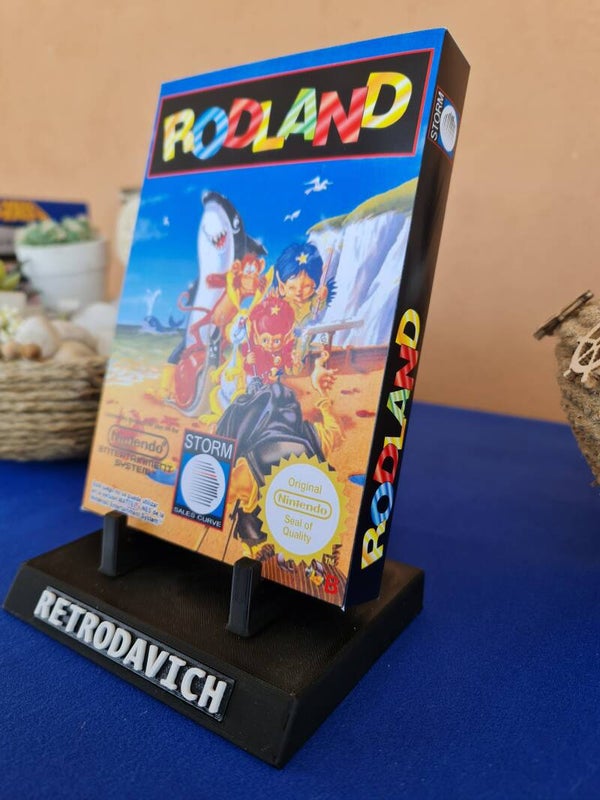 RODLAND
STORM
RODLAND
Nintendo
ENTERTAINMENT
SYSTEM
STORM
SALES CURVE
Original
Nintendo
Seal of
Quality
RETRODAVICH